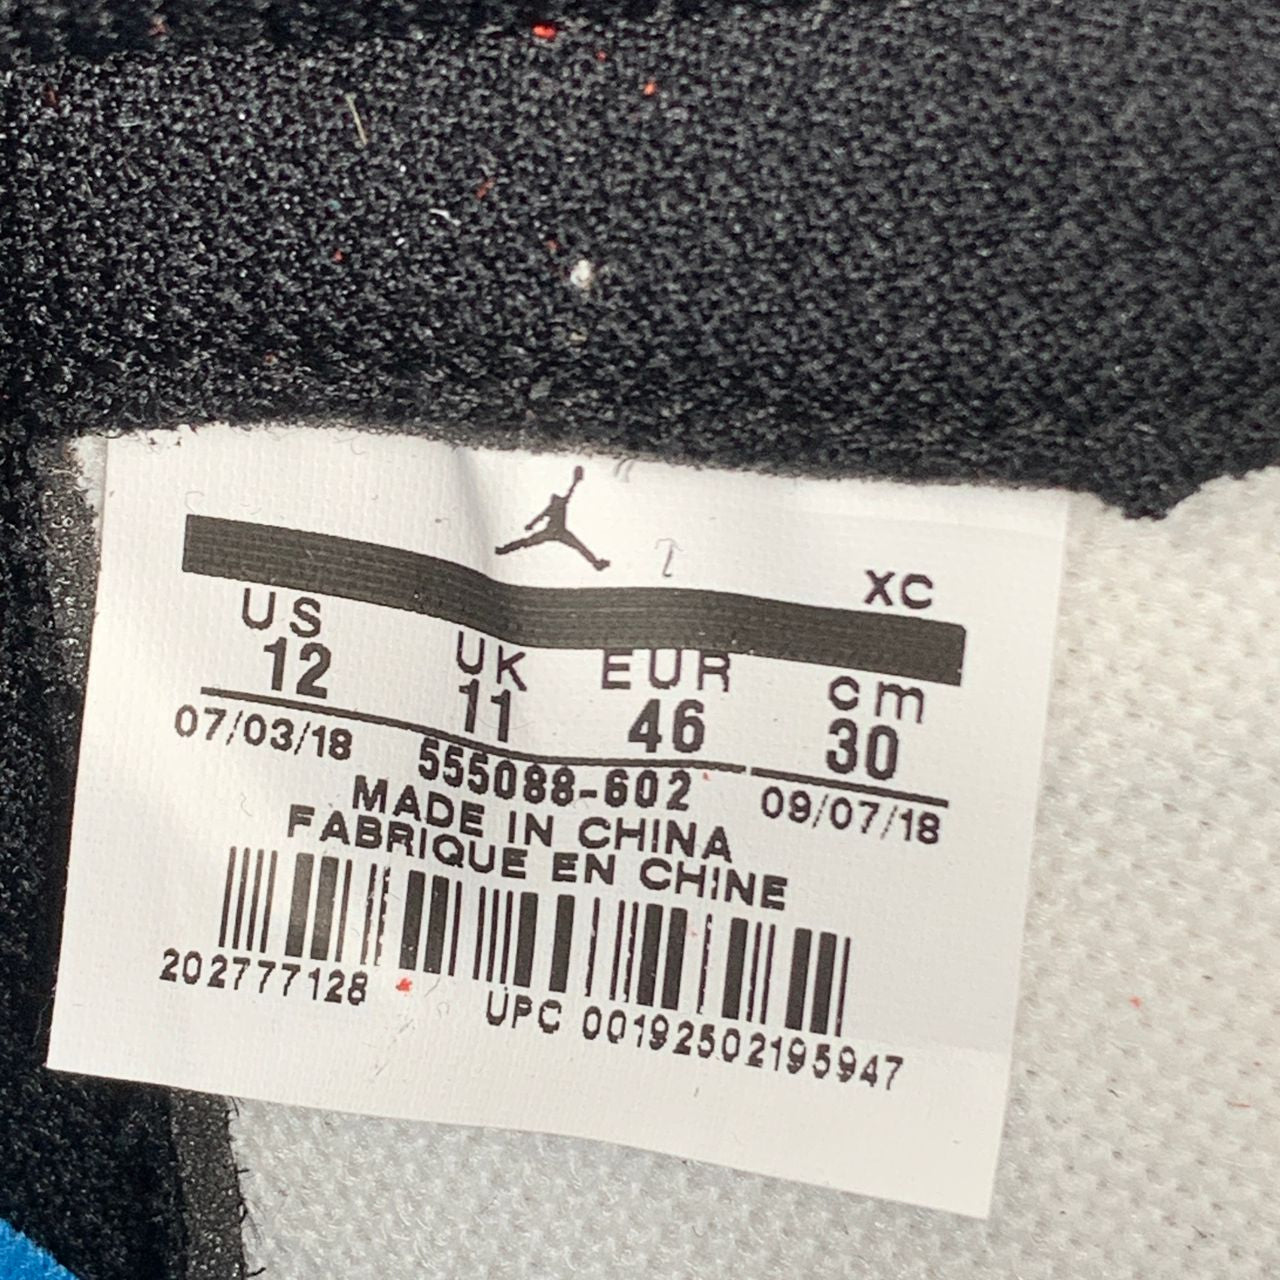 XC
US UK EUR cm
12 11 46 30
07/03/18 555088-602 09/07/18
MADE IN CHINA
FABRIQUE EN CHINE
202777128 UPC 00192502195947